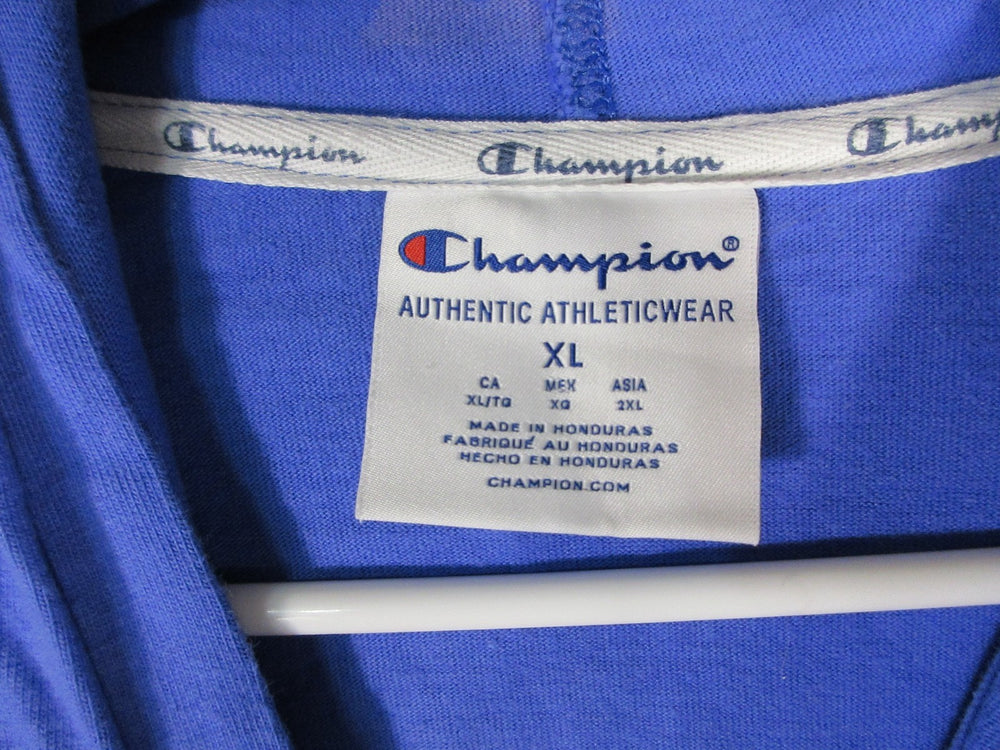 Champion Champion Champ
Champion®
AUTHENTIC ATHLETICWEAR
XL
CA MEX ASIA
XL/TG XG 2XL
MADE IN HONDURAS
FABRIQUÉ AU HONDURAS
HECHO EN HONDURAS
CHAMPION.COM